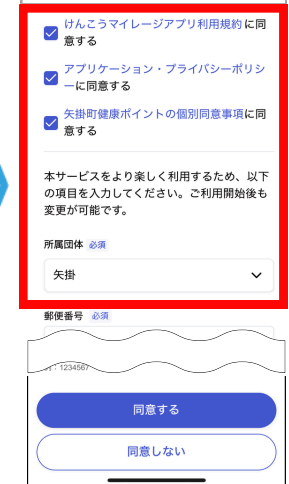 けんこうマイレージアプリ利用規約に同
意する
アプリケーション・プライバシーポリシ
ーに同意する
矢掛町健康ポイントの個別同意事項に同
意する
本サービスをより楽しく利用するため、以下
の項目を入力してください。ご利用開始後も
変更が可能です。
所属団体 必須
矢掛
郵便番号 必須
: 1234567
同意する
同意しない